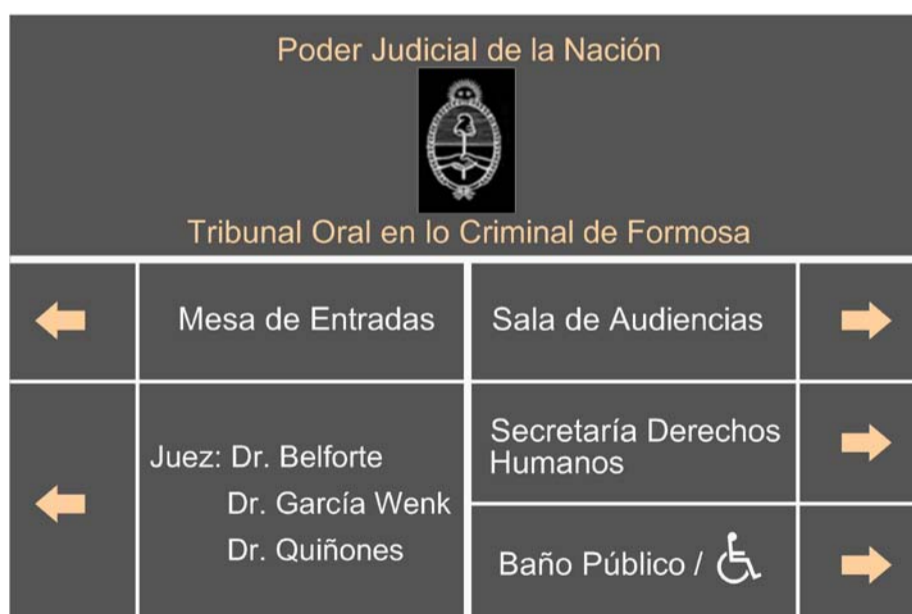 Poder Judicial de la Nación
Tribunal Oral en lo Criminal de Formosa
Mesa de Entradas
Sala de Audiencias
Juez: Dr. Belforte
Dr. García Wenk
Dr. Quiñones
Secretaría Derechos
Humanos
Baño Público /